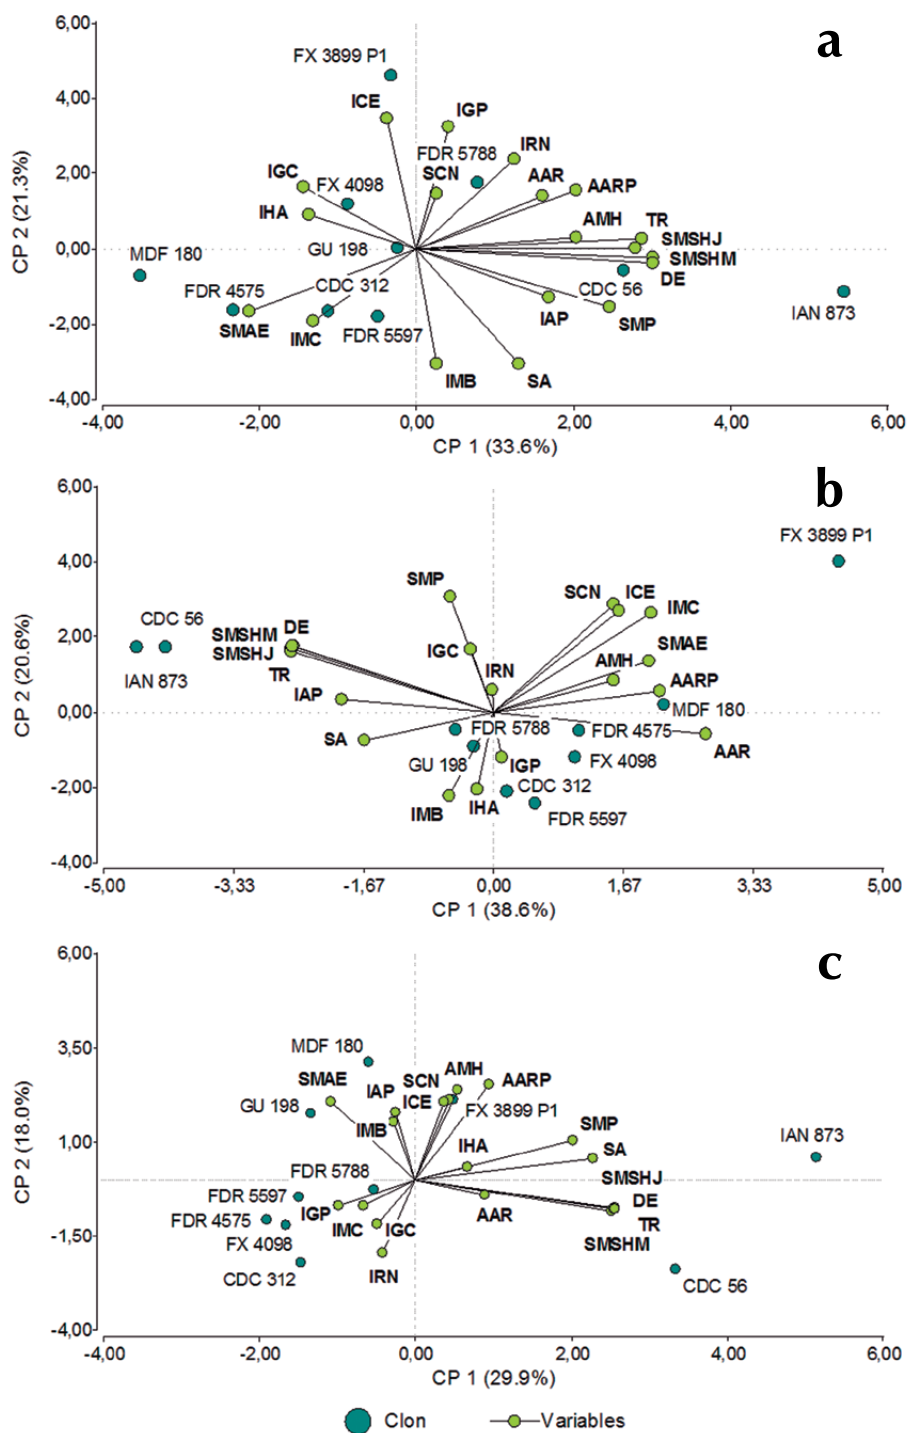 a
6,00
FX 3899 P1
4,00
ICE
IGP
IRN
FDR 5788
SCN
AAR
AARP
IGC
FX 4098
2,00
IHA
AMH
TR
SMSHJ
0,00
MDF 180
GU 198
SMSHM
DE
FDR 4575
CDC 312
CDC 56
IAN 873
-2,00
SMAE
IMC
FDR 5597
IAP
SMP
IMB
SA
-4,00
-4,00 -2,00 0,00 2,00 4,00 6,00
CP 1 (33.6%)
CP 2 (21.3%)
b
6,00
FX 3899 P1
4,00
SMP
SCN
ICE
IMC
CDC 56
SMSHM
DE
2,00
SMSHJ
IGC
SMAE
IAN 873
TR
IRN
AMH
AARP
IAP
0,00
MDF 180
SA
FDR 5788
FDR 4575
AAR
GU 198
IGP
FX 4098
-2,00
CDC 312
IMB
IHA
FDR 5597
-4,00
-5,00 -3,33 -1,67 0,00 1,67 3,33 5,00
CP 1 (38.6%)
CP 2 (20.6%)
c
6,00
3,50
MDF 180
SMAE
SCN
AMH
AARP
IAP
ICE
GU 198
FX 3899 P1
IMB
SMP
1,00
IHA
SA
IAN 873
FDR 5788
SMSHJ
FDR 5597
DE
IGP
AAR
TR
FDR 4575
IMC
IGC
-1,50
FX 4098
SMSHM
CDC 312
IRN
CDC 56
-4,00
-4,00 -2,00 0,00 2,00 4,00 6,00
CP 1 (29.9%)
CP 2 (18.0%)
Clon
Variables